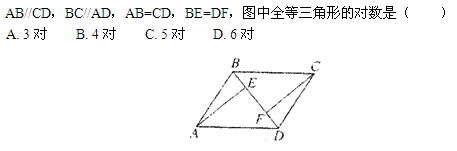 AB//CD，BC//AD，AB=CD，BE=DF，图中全等三角形的对数是（　　）
A. 3对　　B. 4对　　C. 5对　　D. 6对
B
C
E
F
A
D